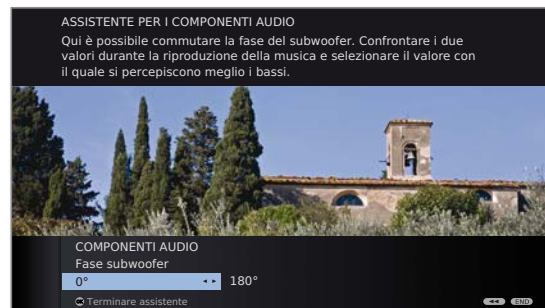 ASSISTENTE PER I COMPONENTI AUDIO
Qui è possibile commutare la fase del subwoofer. Confrontare i due
valori durante la riproduzione della musica e selezionare il valore con
il quale si percepiscono meglio i bassi.
COMPONENTI AUDIO
Fase subwoofer
0° 180°
OK Terminare assistente END